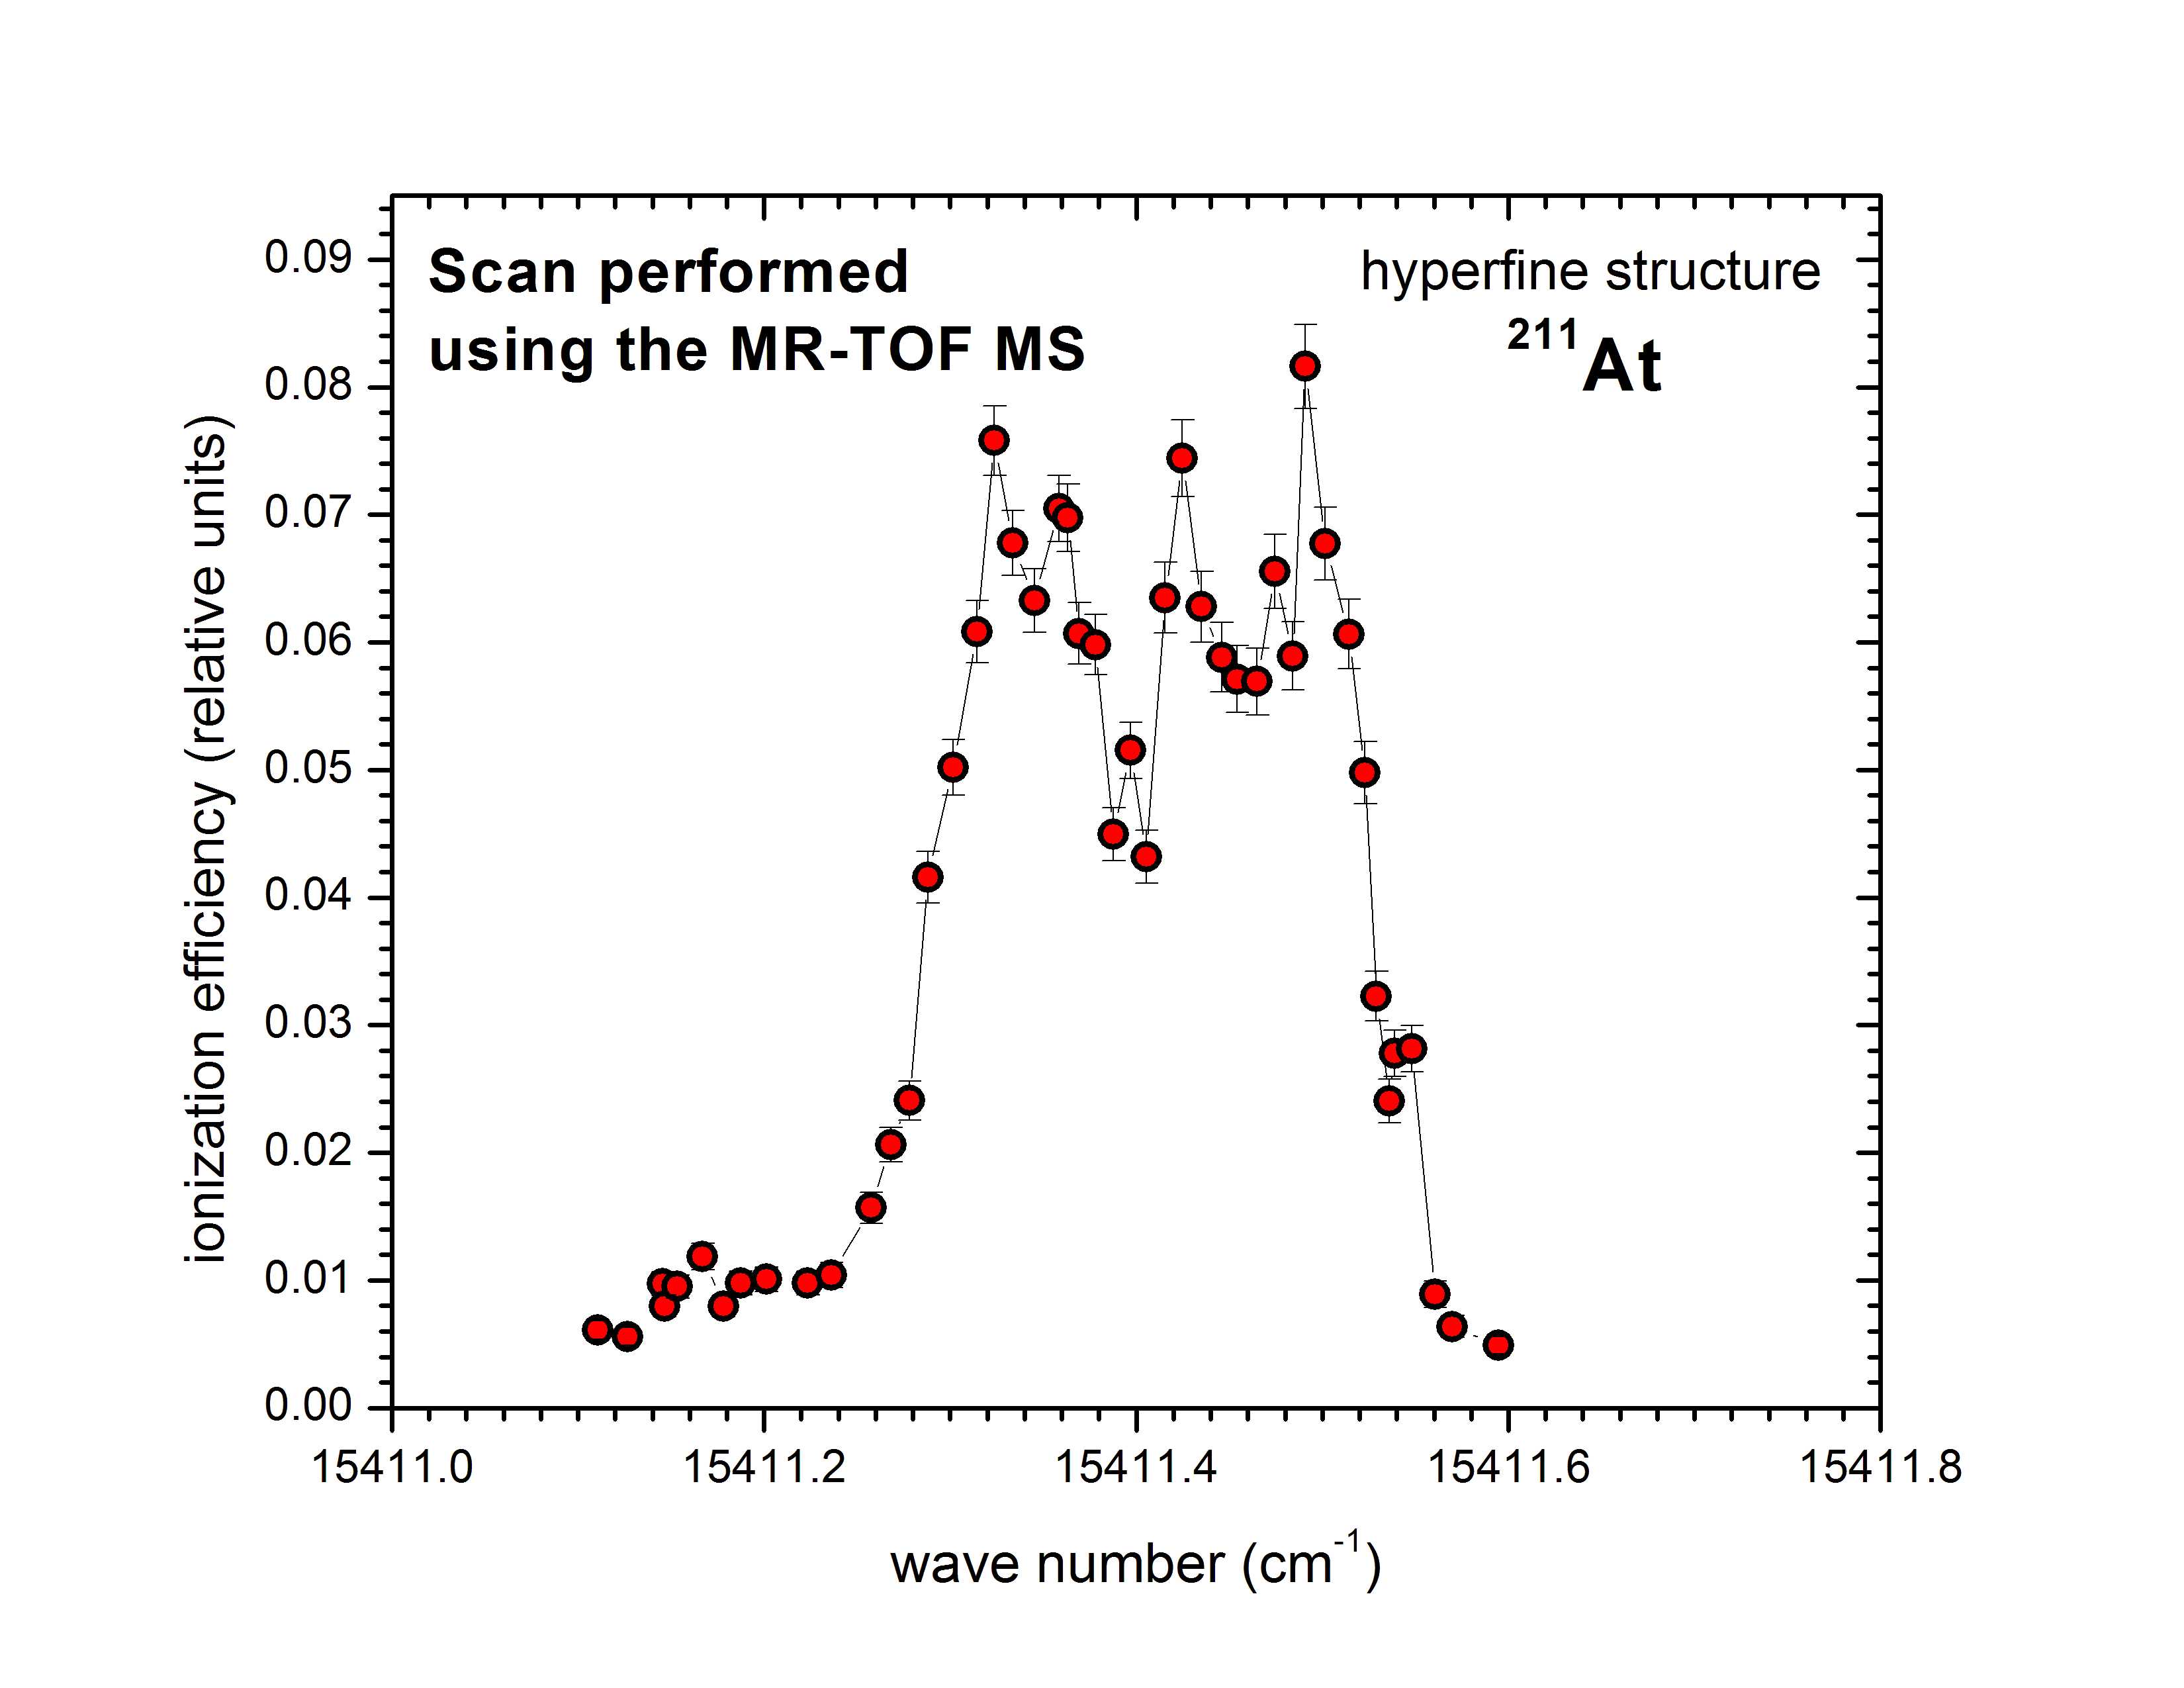 Scan performed
using the MR-TOF MS
hyperfine structure
²¹¹At
ionization efficiency (relative units)
0.09
0.08
0.07
0.06
0.05
0.04
0.03
0.02
0.01
0.00
15411.0 15411.2 15411.4 15411.6 15411.8
wave number (cm⁻¹)